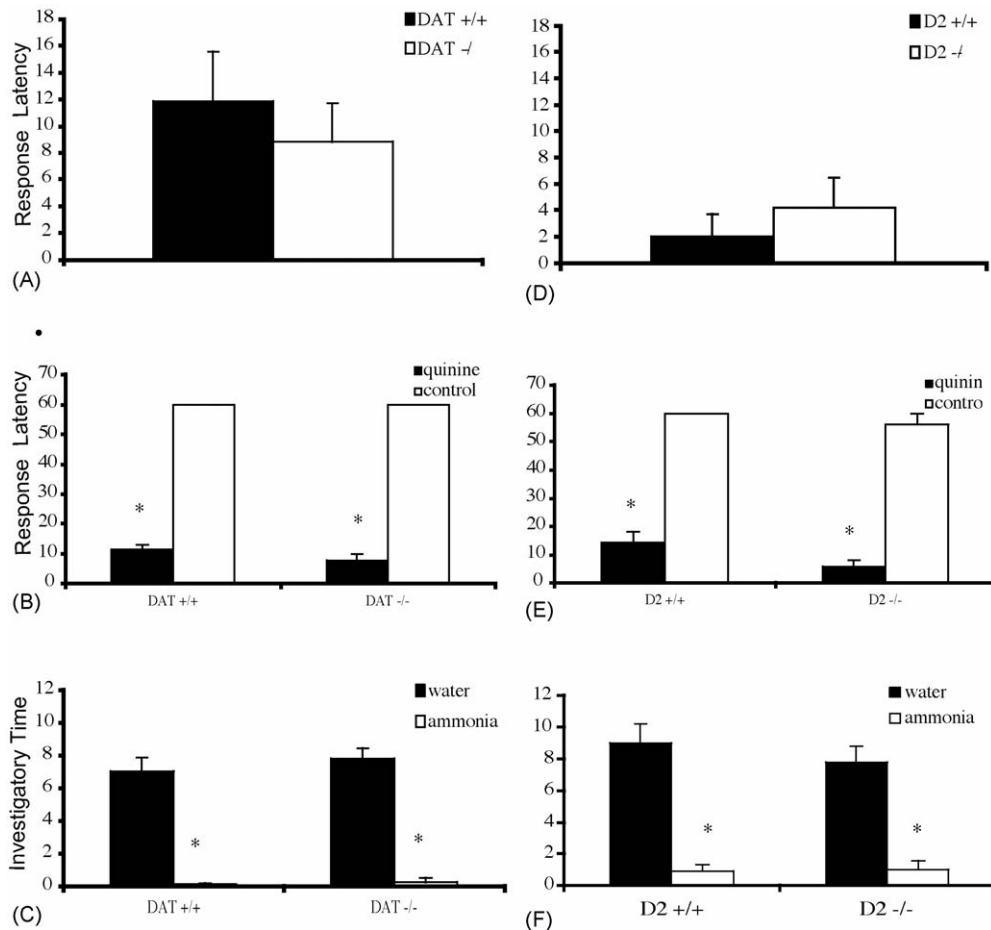 18
16
14
12
10
8
6
4
2
0
Response Latency
DAT +/+
DAT -/
(A)
18
16
14
12
10
8
6
4
2
0
D2 +/+
D2 -/
(D)
70
60
50
40
30
20
10
0
Response Latency
quinine
control
*
*
DAT +/+
DAT -/-
(B)
70
60
50
40
30
20
10
0
quinin
contro
*
*
D2 +/+
D2 -/-
(E)
12
10
8
6
4
2
0
Investigatory Time
water
ammonia
*
*
DAT +/+
DAT -/-
(C)
12
10
8
6
4
2
0
water
ammonia
*
*
D2 +/+
D2 -/-
(F)